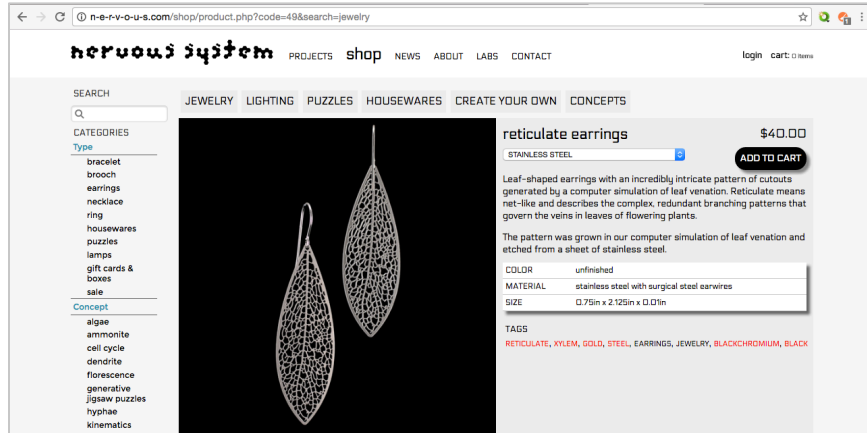 n-e-r-v-o-u-s.com/shop/product.php?code=49&search=jewelry
nervous system
PROJECTS shop NEWS ABOUT LABS CONTACT
login cart: 0 items
SEARCH
CATEGORIES
Type
bracelet
brooch
earrings
necklace
ring
housewares
puzzles
lamps
gift cards &
boxes
sale
Concept
algae
ammonite
cell cycle
dendrite
florescence
generative
jigsaw puzzles
hyphae
kinematics
JEWELRY LIGHTING PUZZLES HOUSEWARES CREATE YOUR OWN CONCEPTS
reticulate earrings $40.00
STAINLESS STEEL
ADD TO CART
Leaf-shaped earrings with an incredibly intricate pattern of cutouts
generated by a computer simulation of leaf venation. Reticulate means
net-like and describes the complex, redundant branching patterns that
govern the veins in leaves of flowering plants.
The pattern was grown in our computer simulation of leaf venation and
etched from a sheet of stainless steel.
COLOR unfinished
MATERIAL stainless steel with surgical steel earwires
SIZE 0.75in x 2.125in x 0.01in
TAGS
RETICULATE, XYLEM, GOLD, STEEL, EARRINGS, JEWELRY, BLACKCHROMIUM, BLACK